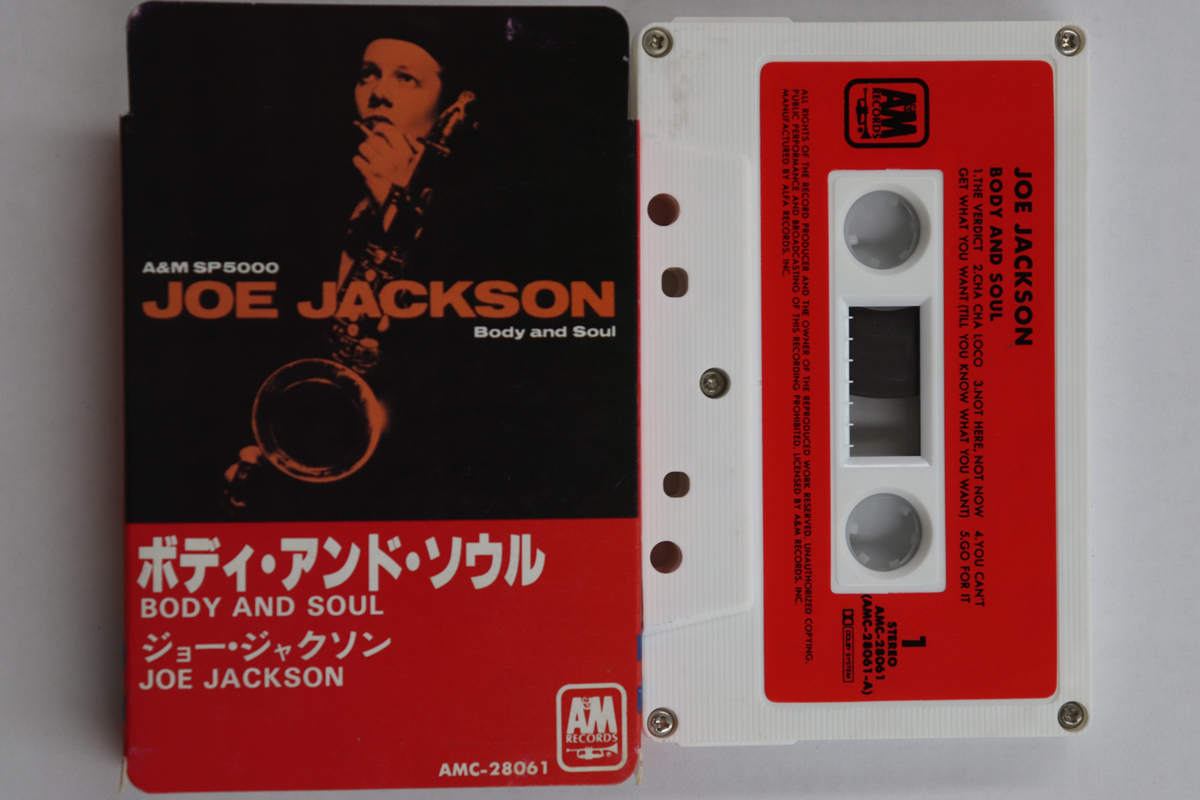 A&M SP5000
JOE JACKSON
Body and Soul
ボディ・アンド・ソウル
BODY AND SOUL
ジョー・ジャクソン
JOE JACKSON
A&M
RECORDS
AMC-28061
JOE JACKSON
BODY AND SOUL
1.THE VERDICT 2.CHA CHA LOCO 3.NOT HERE, NOT NOW 4.YOU CAN'T
GET WHAT YOU WANT (TILL YOU KNOW WHAT YOU WANT) 5.GO FOR IT
1
STEREO
AMC-28061
(AMC-28061-A)
DOLBY SYSTEM
A&M
RECORDS
ALL RIGHTS OF THE RECORD PRODUCER AND THE OWNER OF THE REPRODUCED WORK RESERVED. UNAUTHORIZED COPYING,
PUBLIC PERFORMANCE AND BROADCASTING OF THIS RECORDING PROHIBITED. LICENSED BY A&M RECORDS, INC.
MANUFACTURED BY ALFA RECORDS, INC.